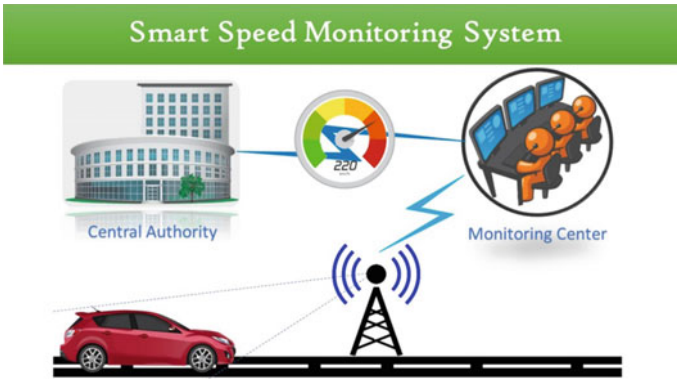 Smart Speed Monitoring System
220
Central Authority
Monitoring Center